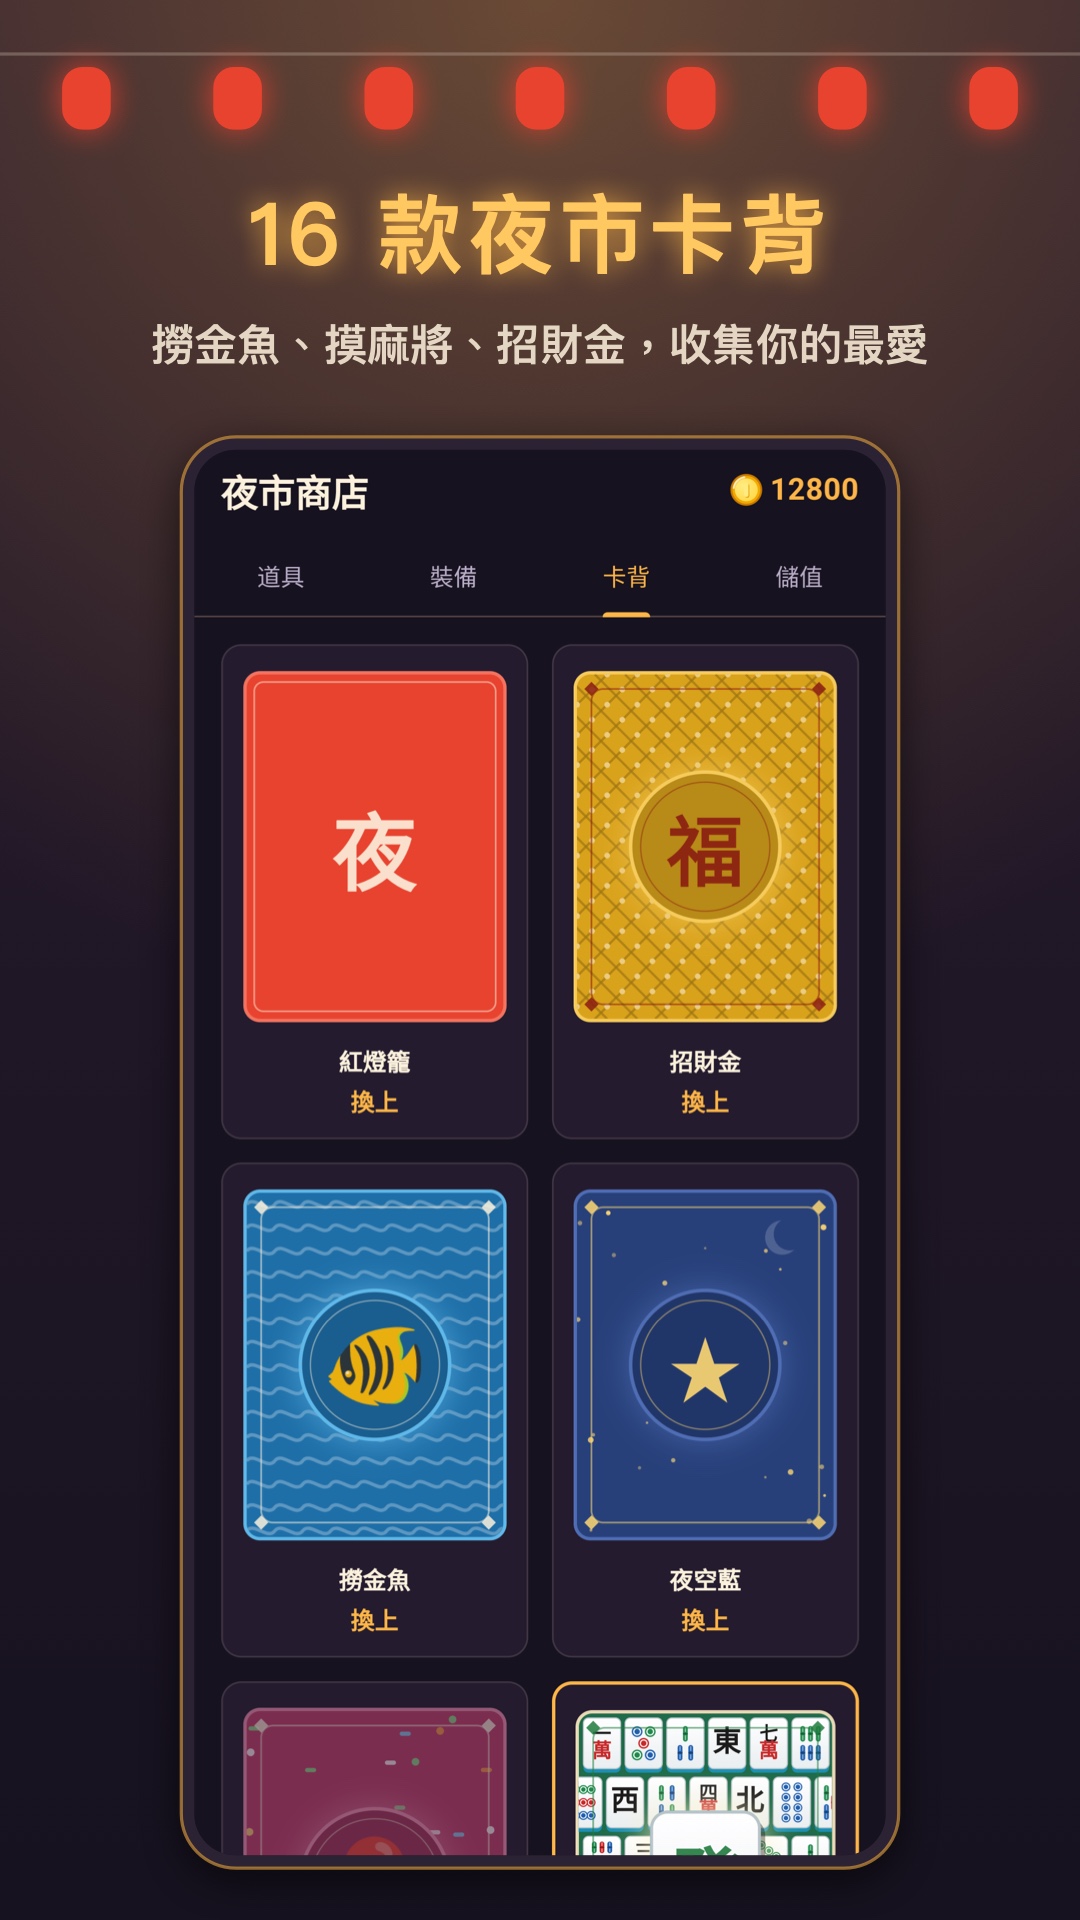 16 款夜市卡背
撈金魚、摸麻將、招財金，收集你的最愛
夜市商店
12800
道具 裝備 卡背 儲值
夜
福
紅燈籠
招財金
換上
換上
撈金魚
夜空藍
換上
換上
一萬 東 七萬
西 四萬 北